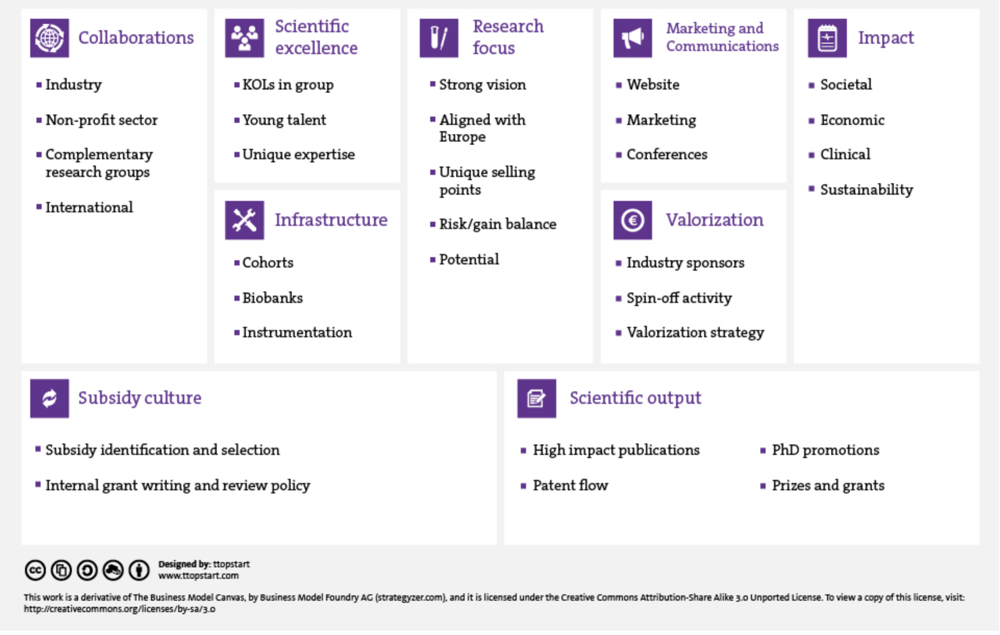 Collaborations
Industry
Non-profit sector
Complementary
research groups
International
Scientific
excellence
KOLs in group
Young talent
Unique expertise
Infrastructure
Cohorts
Biobanks
Instrumentation
Research
focus
Strong vision
Aligned with
Europe
Unique selling
points
Risk/gain balance
Potential
Marketing and
Communications
Website
Marketing
Conferences
€
Valorization
Industry sponsors
Spin-off activity
Valorization strategy
Impact
Societal
Economic
Clinical
Sustainability
Subsidy culture
Subsidy identification and selection
Internal grant writing and review policy
Scientific output
High impact publications
Patent flow
PhD promotions
Prizes and grants
cc
Designed by: ttopstart
www.ttopstart.com
This work is a derivative of The Business Model Canvas, by Business Model Foundry AG (strategyzer.com), and it is licensed under the Creative Commons Attribution-Share Alike 3.0 Unported License. To view a copy of this license, visit:
http://creativecommons.org/licenses/by-sa/3.0